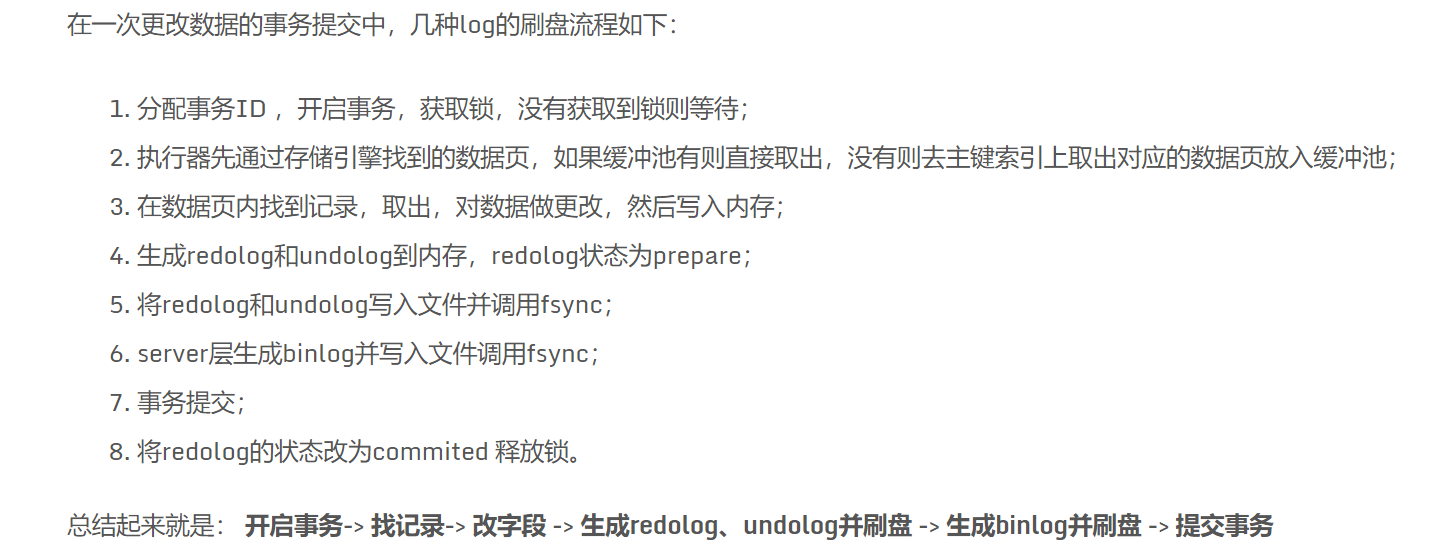 在一次更改数据的事务提交中，几种log的刷盘流程如下：
1. 分配事务ID ，开启事务，获取锁，没有获取到锁则等待；
2. 执行器先通过存储引擎找到的数据页，如果缓冲池有则直接取出，没有则去主键索引上取出对应的数据页放入缓冲池；
3. 在数据页内找到记录，取出，对数据做更改，然后写入内存；
4. 生成redolog和undolog到内存，redolog状态为prepare；
5. 将redolog和undolog写入文件并调用fsync；
6. server层生成binlog并写入文件调用fsync；
7. 事务提交；
8. 将redolog的状态改为commited 释放锁。
总结起来就是： 开启事务-> 找记录-> 改字段 -> 生成redolog、undolog并刷盘 -> 生成binlog并刷盘 -> 提交事务